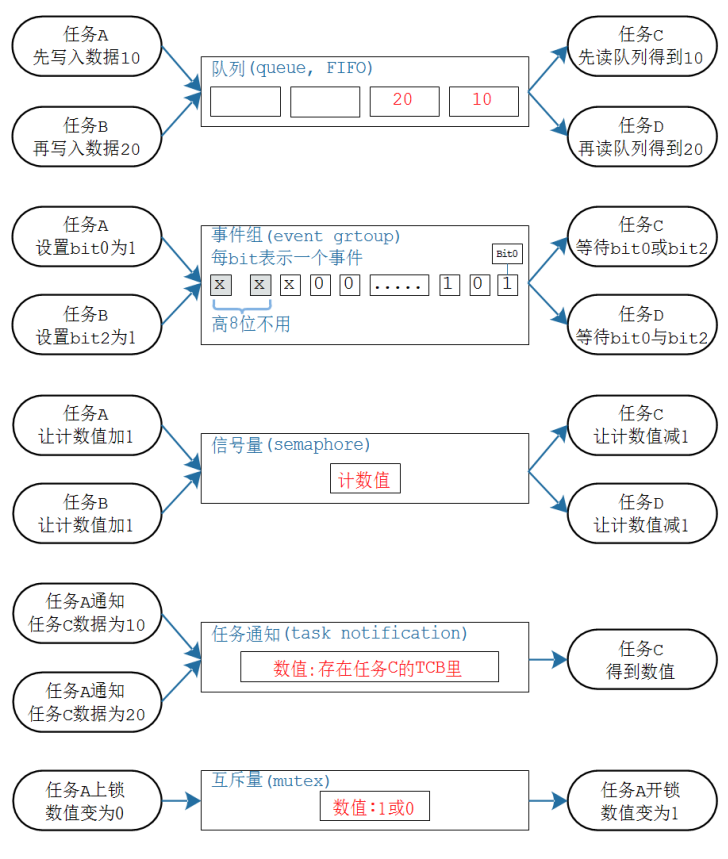 任务A
先写入数据10
任务B
再写入数据20
队列(queue, FIFO)
20
10
任务C
先读队列得到10
任务D
再读队列得到20
任务A
设置bit0为1
任务B
设置bit2为1
事件组(event grtoup)
每bit表示一个事件
Bit0
x x x 0 0 ..... 1 0 1
高8位不用
任务C
等待bit0或bit2
任务D
等待bit0与bit2
任务A
让计数值加1
任务B
让计数值加1
信号量(semaphore)
计数值
任务C
让计数值减1
任务D
让计数值减1
任务A通知
任务C数据为10
任务A通知
任务C数据为20
任务通知(task notification)
数值:存在任务C的TCB里
任务C
得到数值
任务A上锁
数值变为0
互斥量(mutex)
数值:1或0
任务A开锁
数值变为1